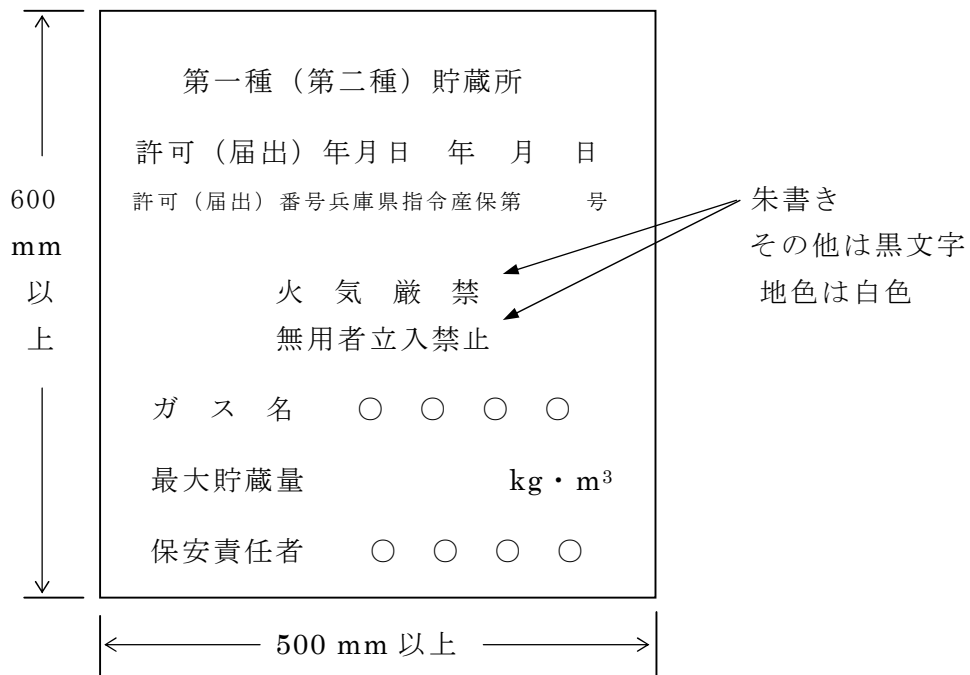 第一種（第二種）貯蔵所
許可（届出）年月日　年　月　日
許可（届出）番号兵庫県指令産保第　　号
火　気　厳　禁
無用者立入禁止
ガ　ス　名　〇　〇　〇　〇
最大貯蔵量　　　　kg・m³
保安責任者　〇　〇　〇　〇
600
mm
以
上
500 mm 以上
朱書き
その他は黒文字
地色は白色